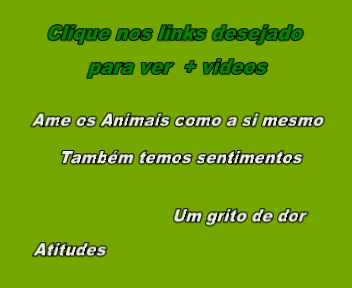 Clique nos links desejado
para ver + videos
Ame os Animais como a si mesmo
Também temos sentimentos
Um grito de dor
Atitudes